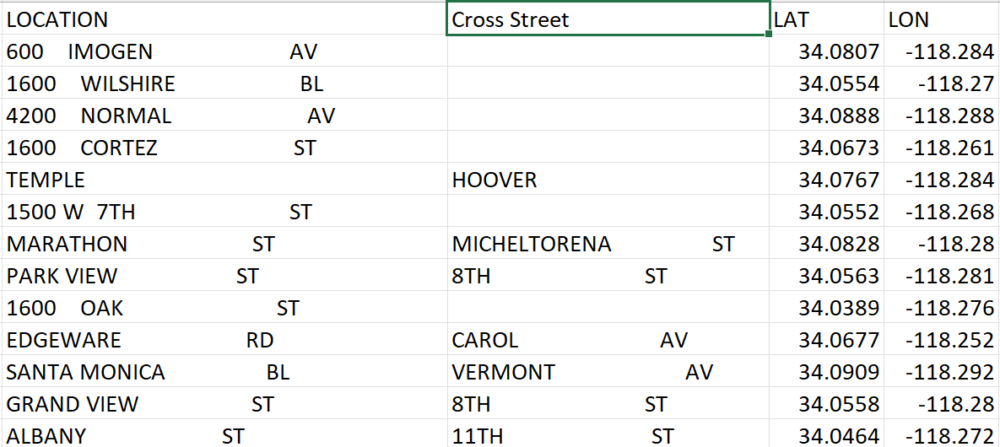 LOCATION Cross Street LAT LON
600 IMOGEN AV 34.0807 -118.284
1600 WILSHIRE BL 34.0554 -118.27
4200 NORMAL AV 34.0888 -118.288
1600 CORTEZ ST 34.0673 -118.261
TEMPLE HOOVER 34.0767 -118.284
1500 W 7TH ST 34.0552 -118.268
MARATHON ST MICHELTORENA ST 34.0828 -118.28
PARK VIEW ST 8TH ST 34.0563 -118.281
1600 OAK ST 34.0389 -118.276
EDGEWARE RD CAROL AV 34.0677 -118.252
SANTA MONICA BL VERMONT AV 34.0909 -118.292
GRAND VIEW ST 8TH ST 34.0558 -118.28
ALBANY ST 11TH ST 34.0464 -118.272